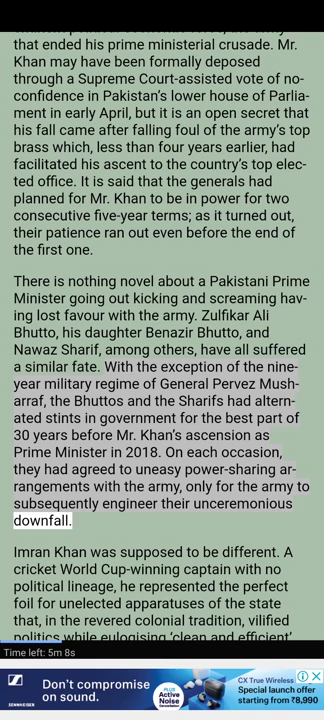 that ended his prime ministerial crusade. Mr.
Khan may have been formally deposed
through a Supreme Court-assisted vote of no-
confidence in Pakistan's lower house of Parlia-
ment in early April, but it is an open secret that
his fall came after falling foul of the army's top
brass which, less than four years earlier, had
facilitated his ascent to the country's top elec-
ted office. It is said that the generals had
planned for Mr. Khan to be in power for two
consecutive five-year terms; as it turned out,
their patience ran out even before the end of
the first one.
There is nothing novel about a Pakistani Prime
Minister going out kicking and screaming hav-
ing lost favour with the army. Zulfikar Ali
Bhutto, his daughter Benazir Bhutto, and
Nawaz Sharif, among others, have all suffered
a similar fate. With the exception of the nine-
year military regime of General Pervez Mush-
arraf, the Bhuttos and the Sharifs had altern-
ated stints in government for the best part of
30 years before Mr. Khan's ascension as
Prime Minister in 2018. On each occasion,
they had agreed to uneasy power-sharing ar-
rangements with the army, only for the army to
subsequently engineer their unceremonious
downfall.
Imran Khan was supposed to be different. A
cricket World Cup-winning captain with no
political lineage, he represented the perfect
foil for unelected apparatuses of the state
that, in the revered colonial tradition, vilified
politics while eulogising 'clean and efficient'
Time left: 5m 8s
SENNHEISER
Don't compromise
on sound.
PLUS
Active
Noise
Cancellation
CX True Wireless
Special launch offer
starting from ₹8,990